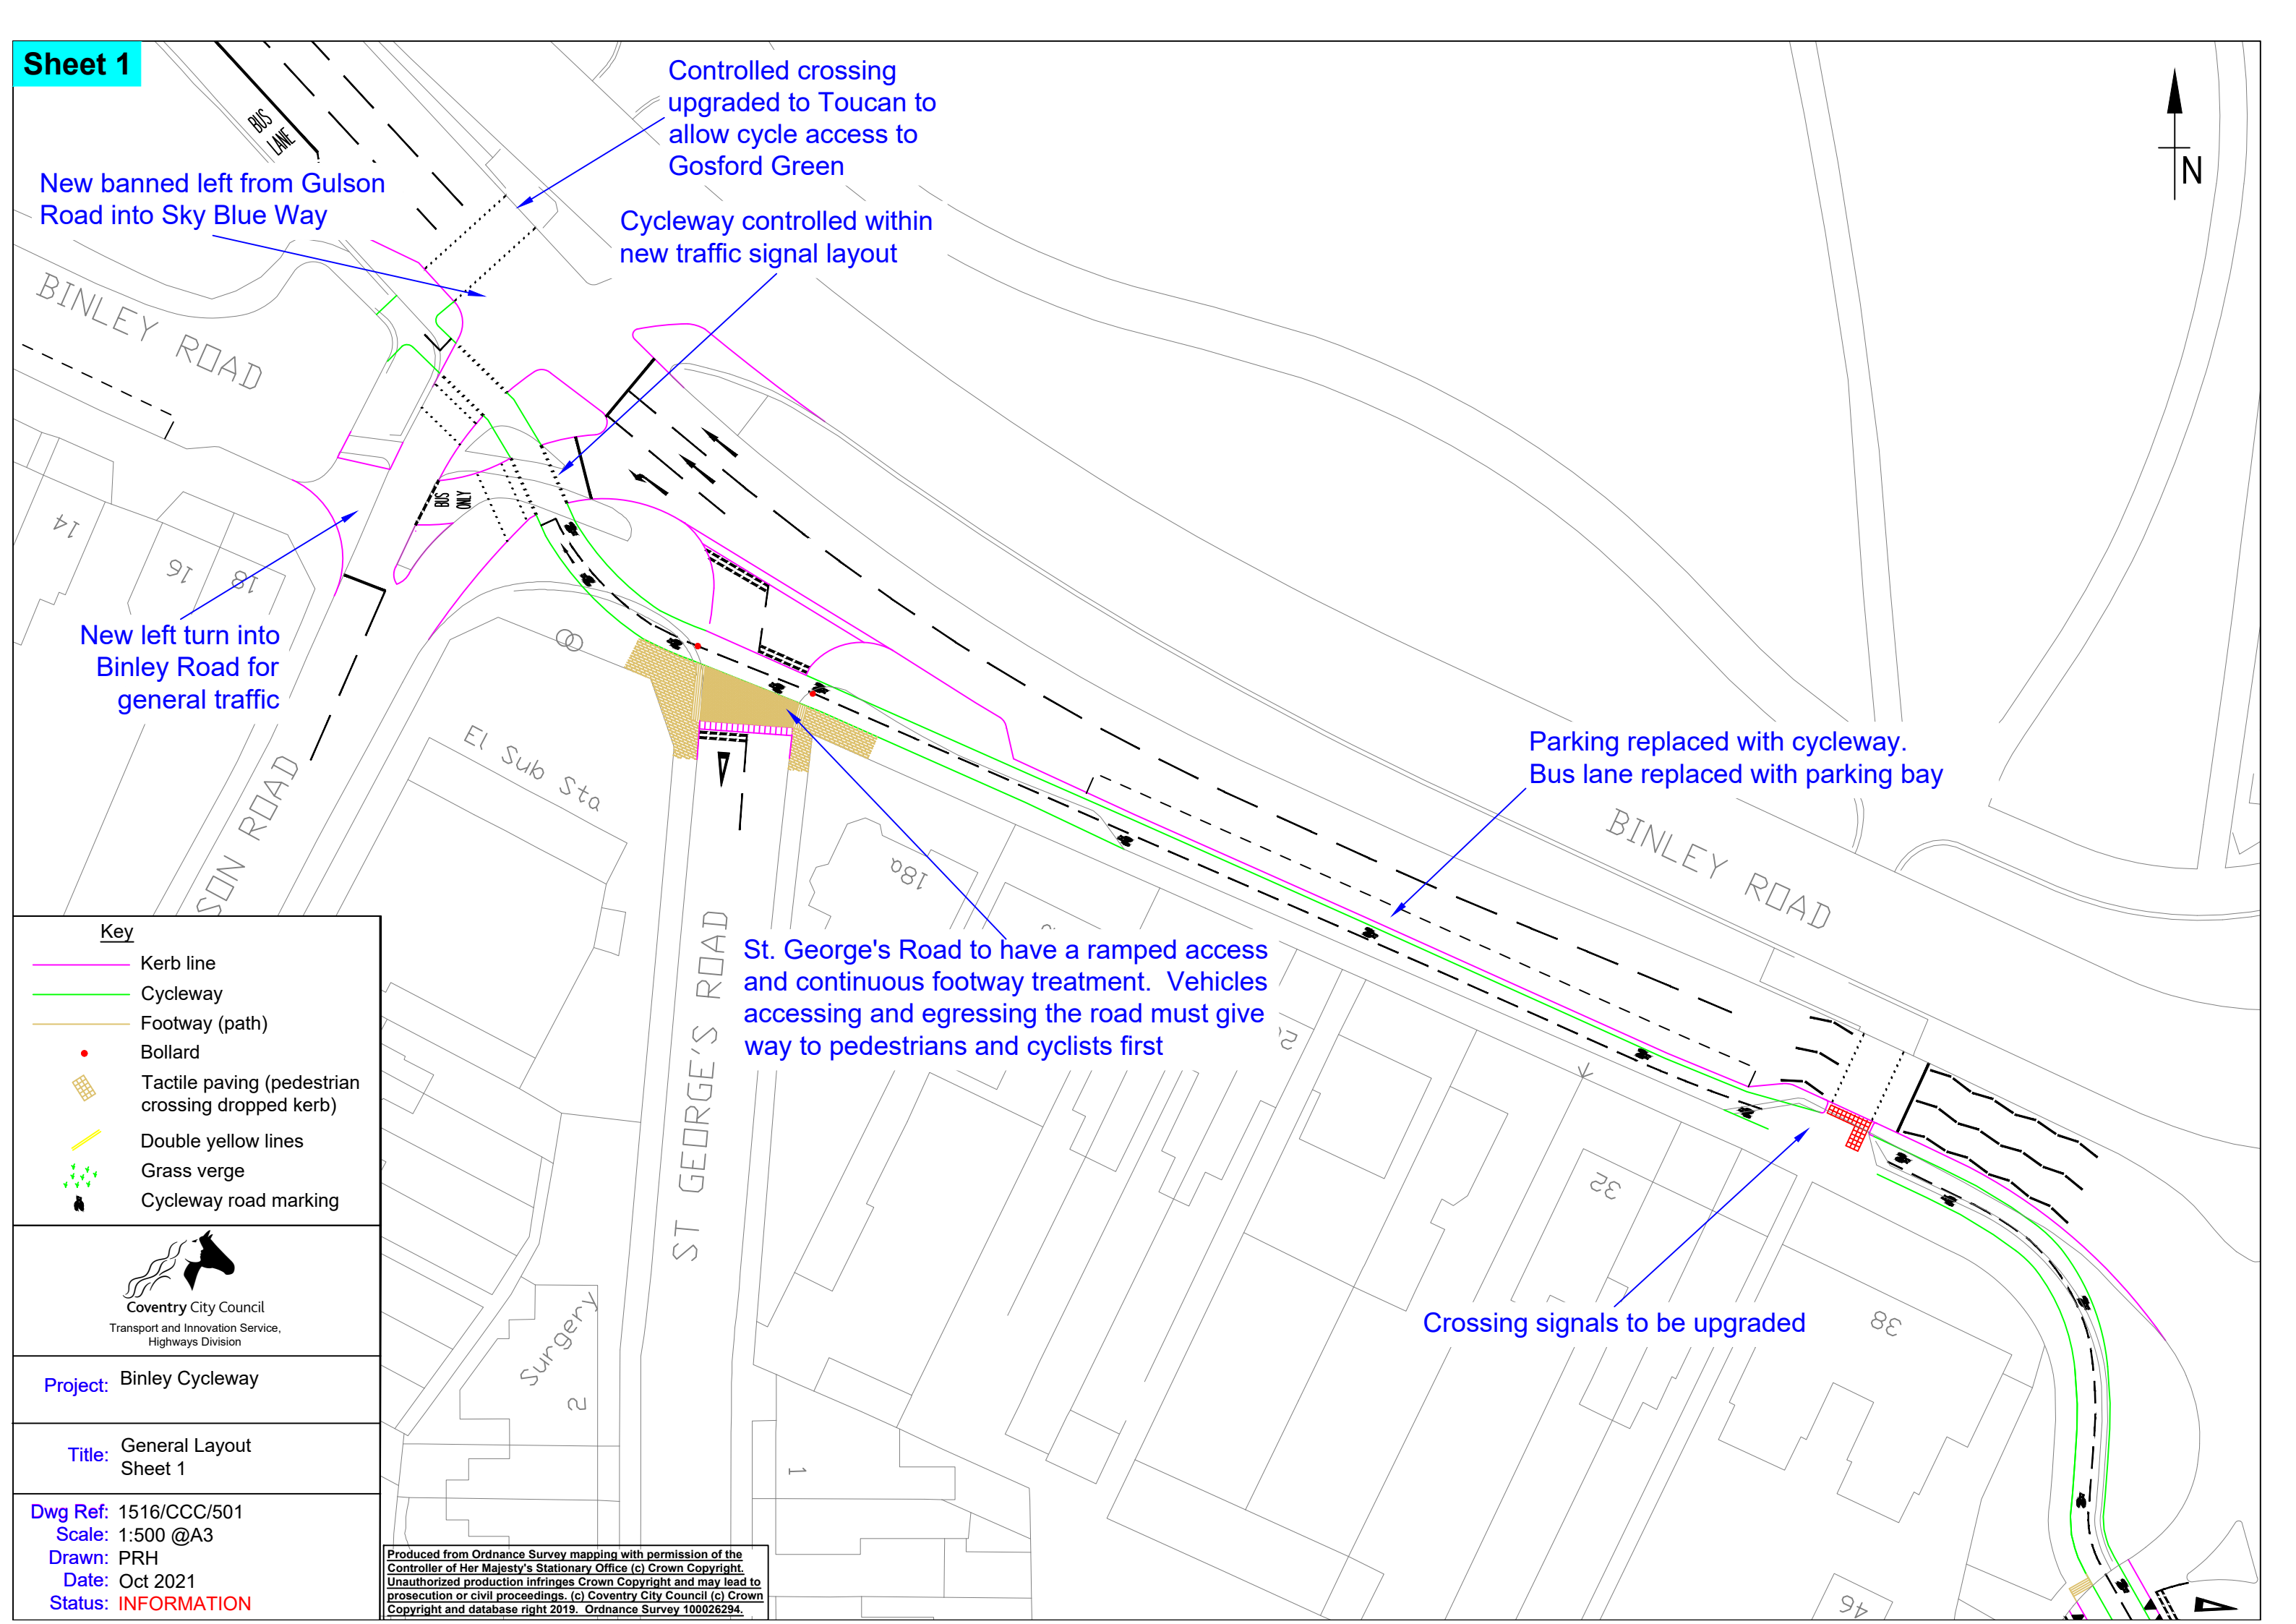 Sheet 1
Controlled crossing
upgraded to Toucan to
allow cycle access to
Gosford Green
BUS
LANE
N
New banned left from Gulson
Road into Sky Blue Way
Cycleway controlled within
new traffic signal layout
BINLEY ROAD
BUS
ONLY
14
16
18
New left turn into
Binley Road for
general traffic
El Sub Sta
Parking replaced with cycleway.
Bus lane replaced with parking bay
BINLEY ROAD
SON ROAD
18a
St. George's Road to have a ramped access
and continuous footway treatment.  Vehicles
accessing and egressing the road must give
way to pedestrians and cyclists first
ST GEORGE'S ROAD
32
Crossing signals to be upgraded
38
Surgery
2
1
46
Key
Kerb line
Cycleway
Footway (path)
Bollard
Tactile paving (pedestrian
crossing dropped kerb)
Double yellow lines
Grass verge
Cycleway road marking
Coventry City Council
Transport and Innovation Service,
Highways Division
Project: Binley Cycleway
Title: General Layout
Sheet 1
Dwg Ref: 1516/CCC/501
Scale: 1:500 @A3
Drawn: PRH
Date: Oct 2021
Status: INFORMATION
Produced from Ordnance Survey mapping with permission of the
Controller of Her Majesty's Stationary Office (c) Crown Copyright.
Unauthorized production infringes Crown Copyright and may lead to
prosecution or civil proceedings. (c) Coventry City Council (c) Crown
Copyright and database right 2019.  Ordnance Survey 100026294.